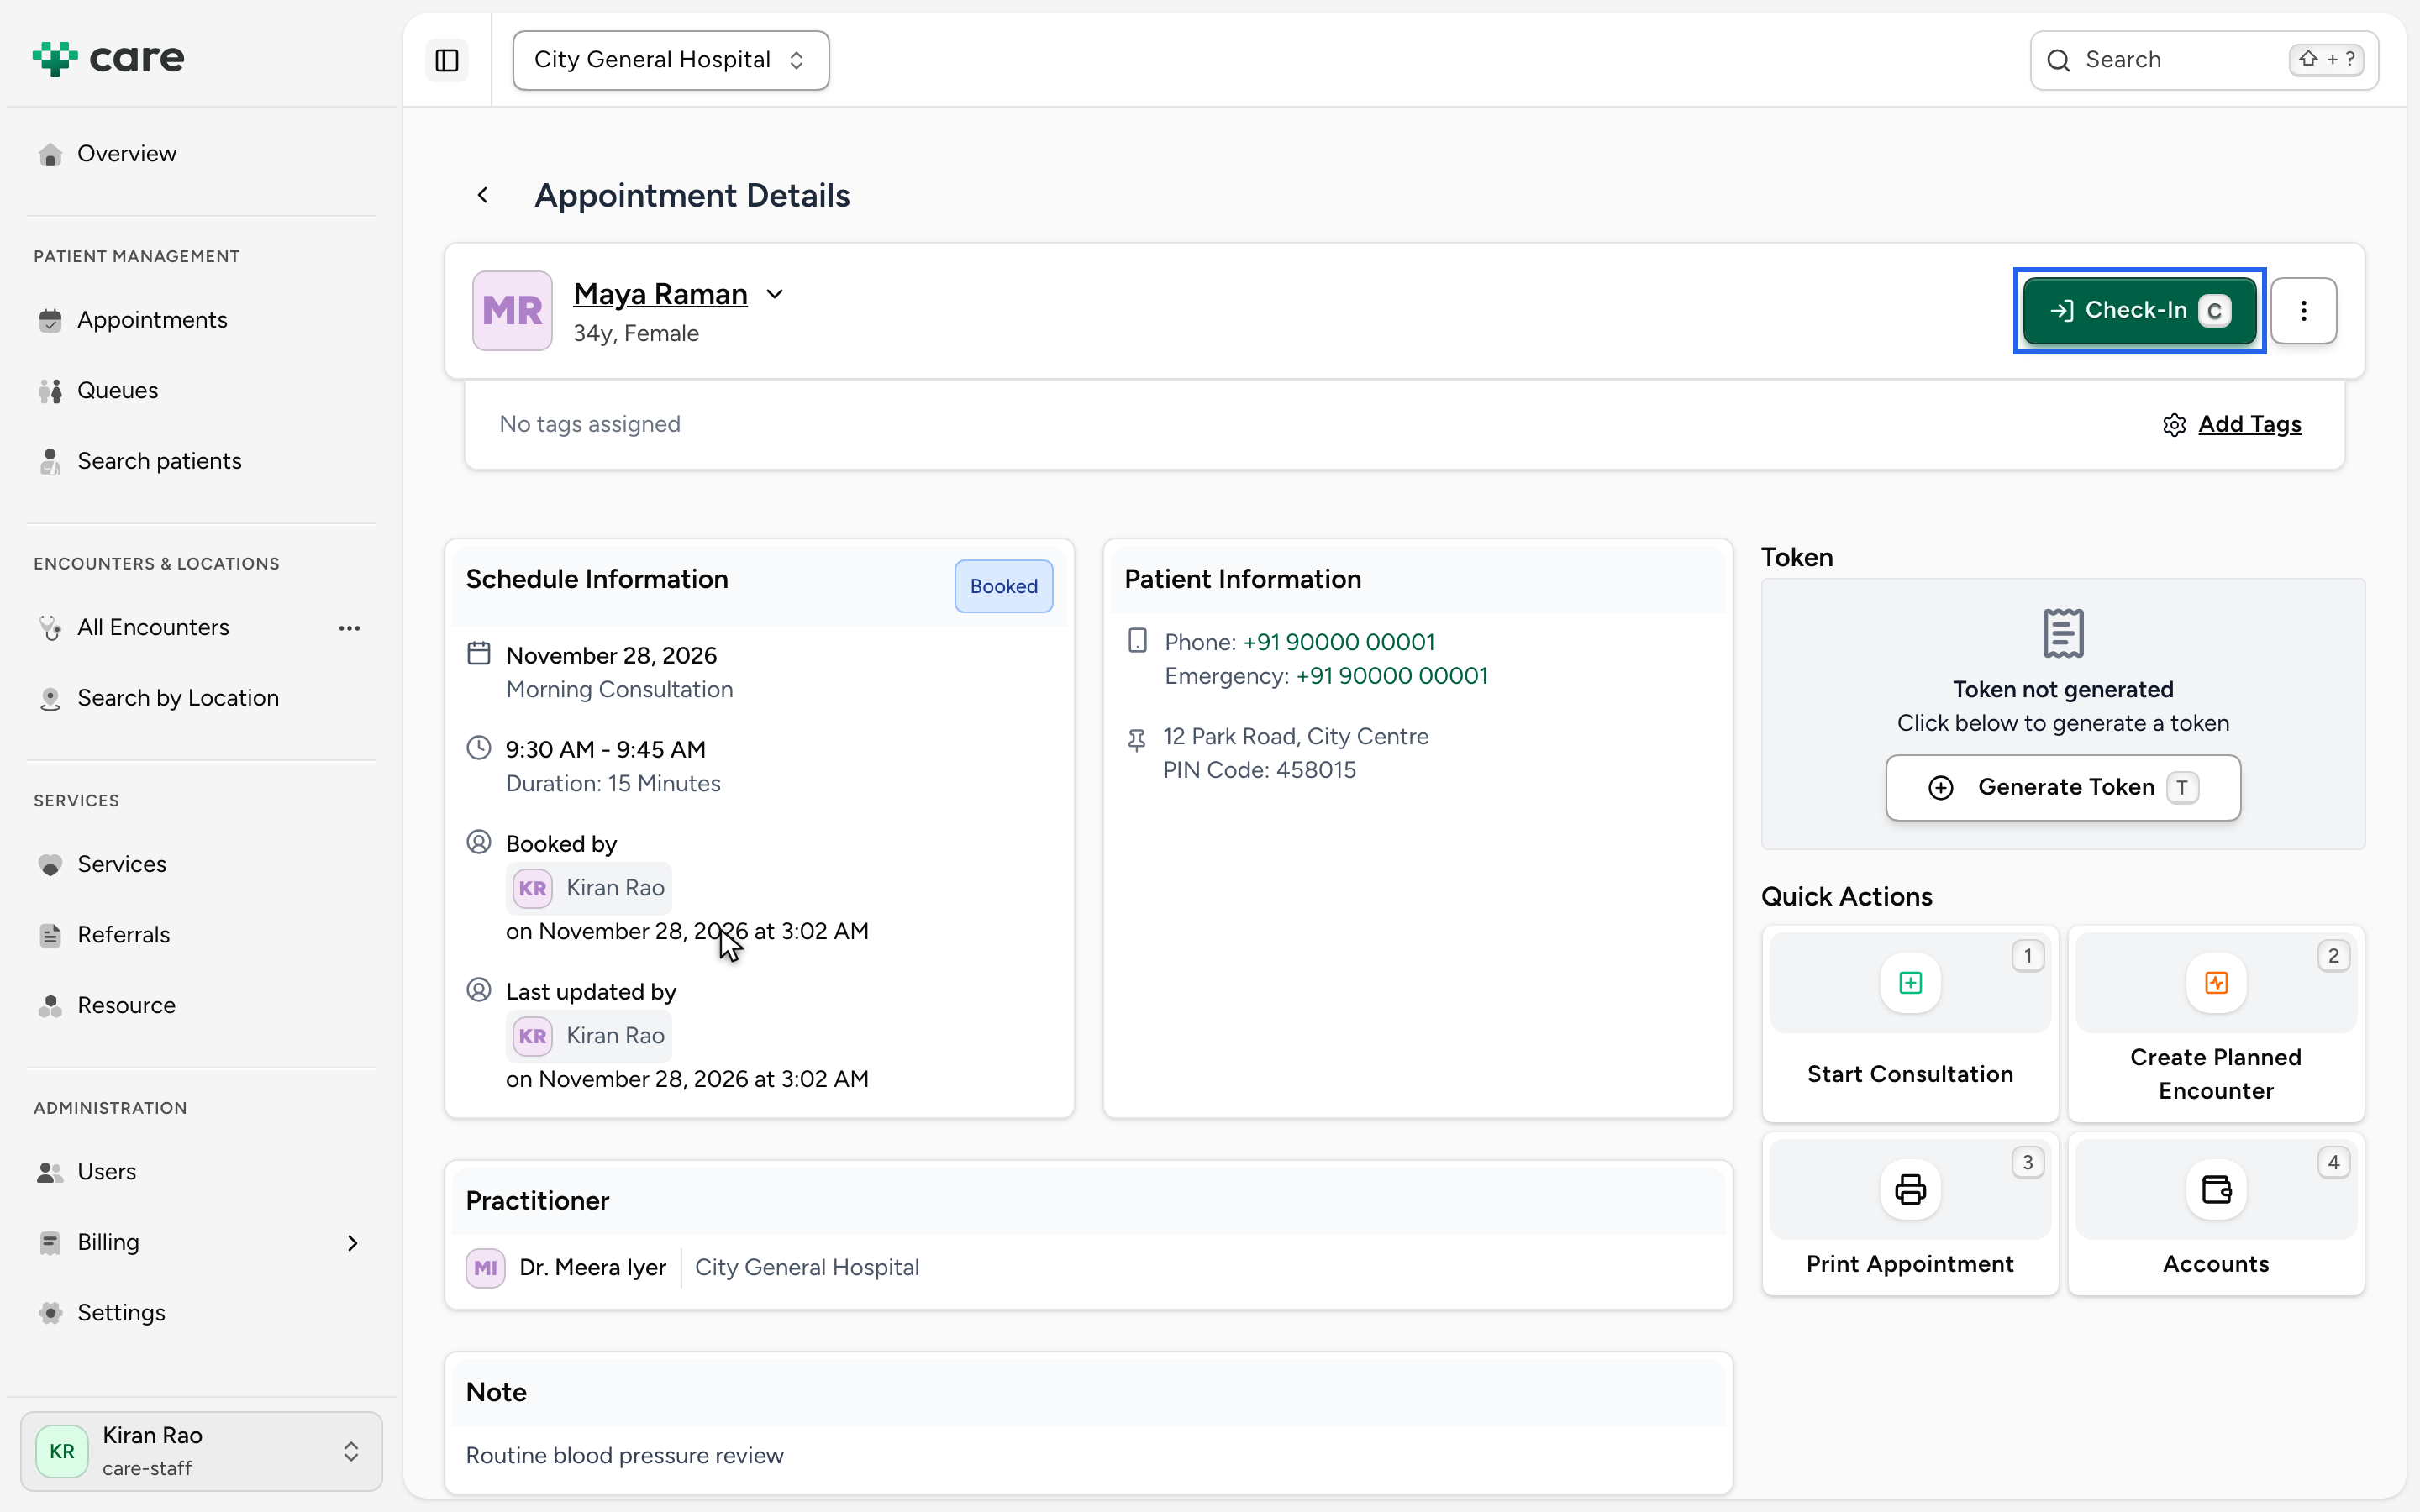 care
City General Hospital
Search
+ ?
Overview
PATIENT MANAGEMENT
Appointments
Queues
Search patients
ENCOUNTERS & LOCATIONS
All Encounters
Search by Location
SERVICES
Services
Referrals
Resource
ADMINISTRATION
Users
Billing
Settings
KR
Kiran Rao
care-staff
Appointment Details
MR
Maya Raman
34y, Female
Check-In C
No tags assigned
Add Tags
Schedule Information
Booked
November 28, 2026
Morning Consultation
9:30 AM - 9:45 AM
Duration: 15 Minutes
Booked by
KR Kiran Rao
on November 28, 2026 at 3:02 AM
Last updated by
KR Kiran Rao
on November 28, 2026 at 3:02 AM
Patient Information
Phone: +91 90000 00001
Emergency: +91 90000 00001
12 Park Road, City Centre
PIN Code: 458015
Practitioner
MI Dr. Meera Iyer City General Hospital
Note
Routine blood pressure review
Token
Token not generated
Click below to generate a token
Generate Token T
Quick Actions
1
Start Consultation
2
Create Planned
Encounter
3
Print Appointment
4
Accounts